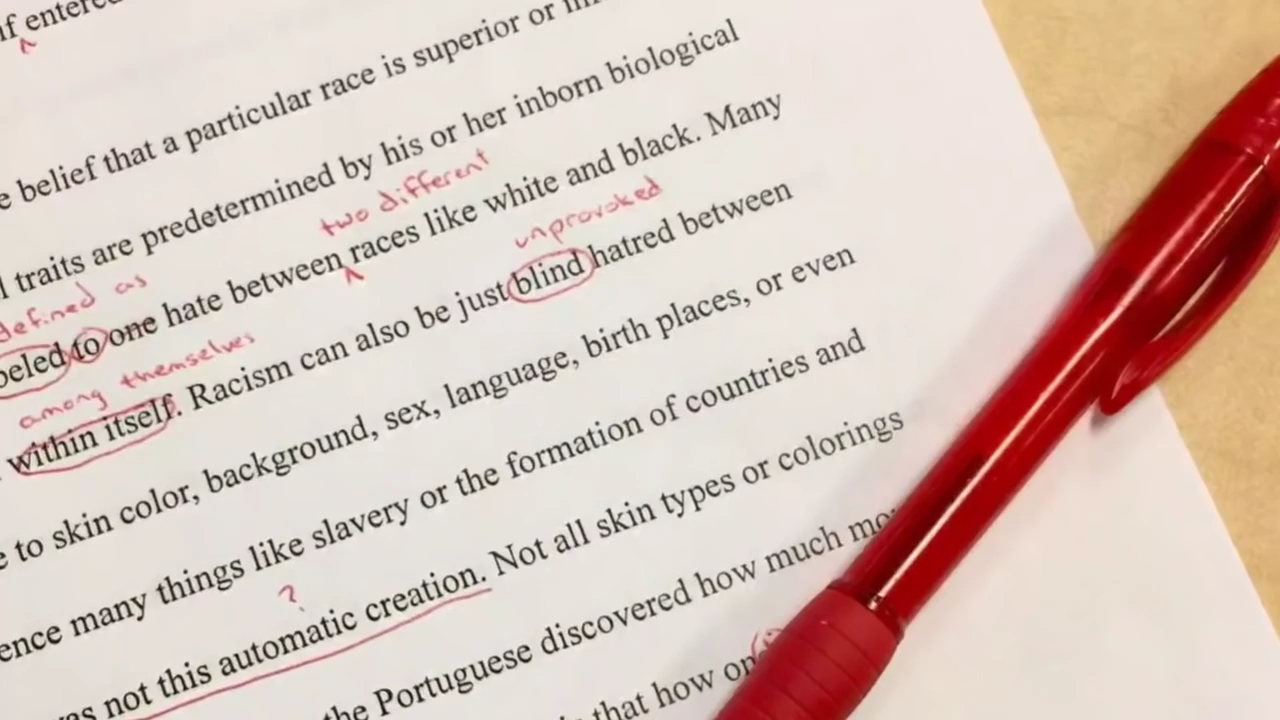 entered
belief that a particular race is superior or
traits are predetermined by his or her inborn biological
two different
races like white and black. Many
unprovoked
defined as
to one hate between
Racism can also be just blind hatred between
among themselves
within itself.
to skin color, background, sex, language, birth places, or even
many things like slavery or the formation of countries and
?
not this automatic creation. Not all skin types or colorings
the Portuguese discovered how much
that how